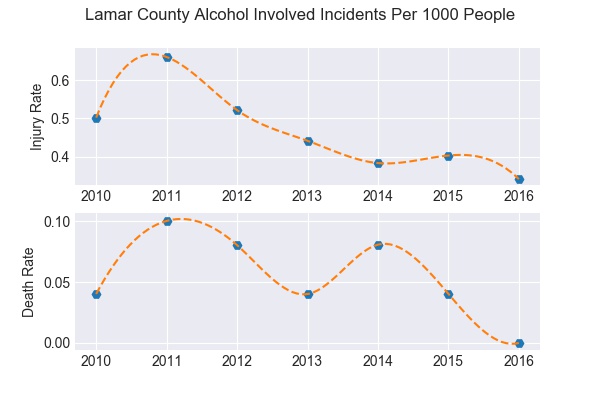 Lamar County Alcohol Involved Incidents Per 1000 People
Injury Rate
0.6
0.5
0.4
2010 2011 2012 2013 2014 2015 2016
Death Rate
0.10
0.05
0.00
2010 2011 2012 2013 2014 2015 2016